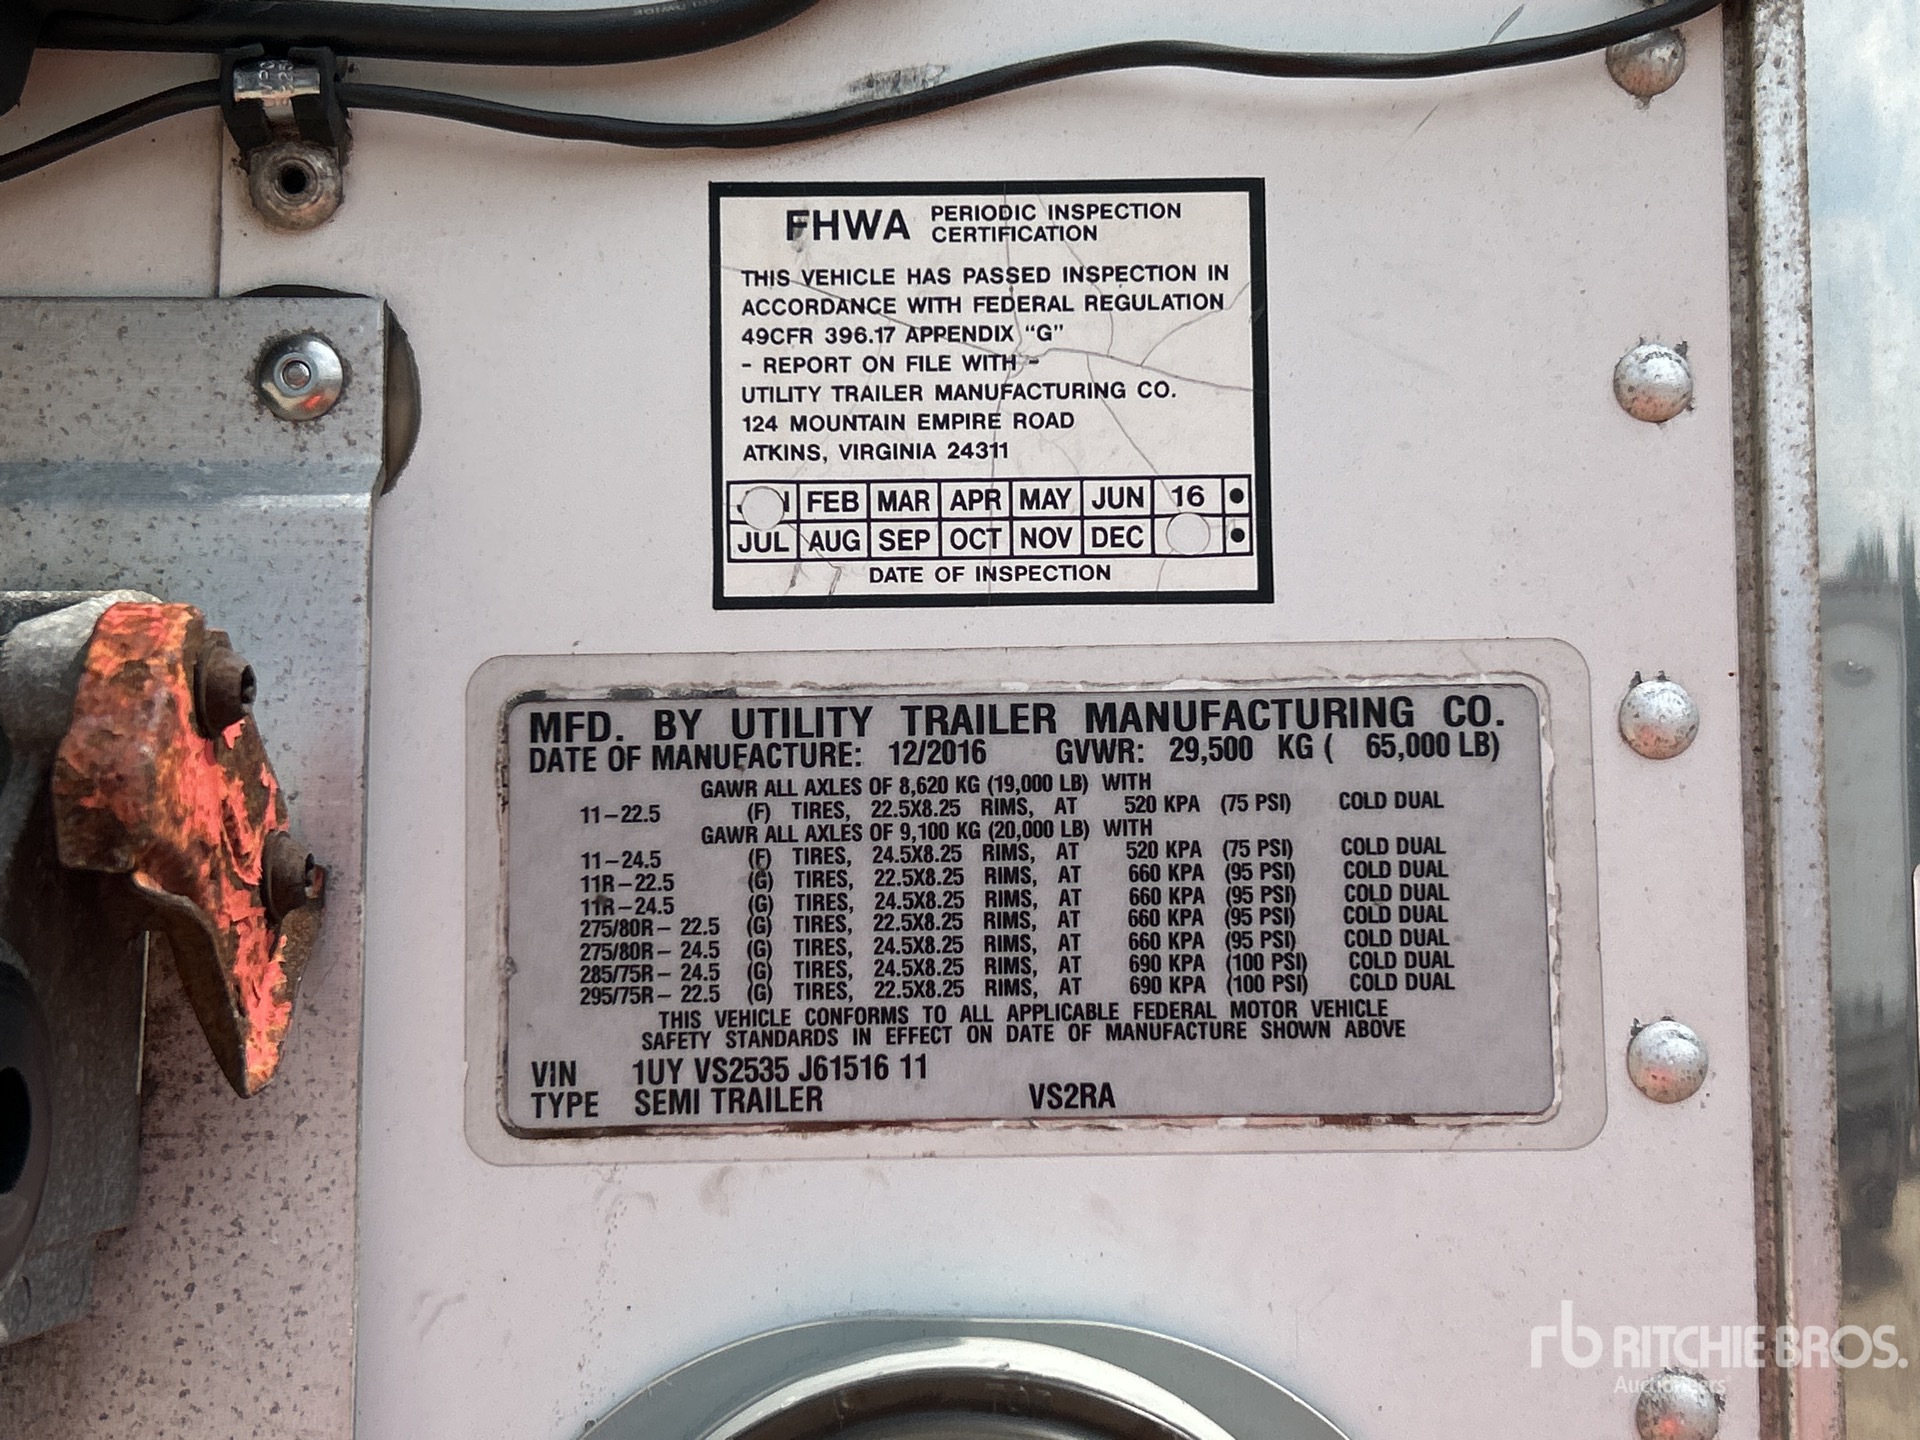 FHWA PERIODIC INSPECTION
CERTIFICATION
THIS VEHICLE HAS PASSED INSPECTION IN
ACCORDANCE WITH FEDERAL REGULATION
49CFR 396.17 APPENDIX “G”
- REPORT ON FILE WITH -
UTILITY TRAILER MANUFACTURING CO.
124 MOUNTAIN EMPIRE ROAD
ATKINS, VIRGINIA 24311
FEB MAR APR MAY JUN 16
JUL AUG SEP OCT NOV DEC
DATE OF INSPECTION
MFD. BY UTILITY TRAILER MANUFACTURING CO.
DATE OF MANUFACTURE: 12/2016 GVWR: 29,500 KG ( 65,000 LB)
GAWR ALL AXLES OF 8,620 KG (19,000 LB) WITH
11-22.5 (F) TIRES, 22.5X8.25 RIMS, AT 520 KPA (75 PSI) COLD DUAL
GAWR ALL AXLES OF 9,100 KG (20,000 LB) WITH
11-24.5 (F) TIRES, 24.5X8.25 RIMS, AT 520 KPA (75 PSI) COLD DUAL
11R-22.5 (G) TIRES, 22.5X8.25 RIMS, AT 660 KPA (95 PSI) COLD DUAL
11R-24.5 (G) TIRES, 24.5X8.25 RIMS, AT 660 KPA (95 PSI) COLD DUAL
275/80R- 22.5 (G) TIRES, 22.5X8.25 RIMS, AT 660 KPA (95 PSI) COLD DUAL
275/80R- 24.5 (G) TIRES, 24.5X8.25 RIMS, AT 660 KPA (95 PSI) COLD DUAL
285/75R- 24.5 (G) TIRES, 24.5X8.25 RIMS, AT 690 KPA (100 PSI) COLD DUAL
295/75R- 22.5 (G) TIRES, 22.5X8.25 RIMS, AT 690 KPA (100 PSI) COLD DUAL
THIS VEHICLE CONFORMS TO ALL APPLICABLE FEDERAL MOTOR VEHICLE
SAFETY STANDARDS IN EFFECT ON DATE OF MANUFACTURE SHOWN ABOVE
VIN 1UY VS2535 J61516 11
TYPE SEMI TRAILER VS2RA
rb RITCHIE BROS.
Auctioneers